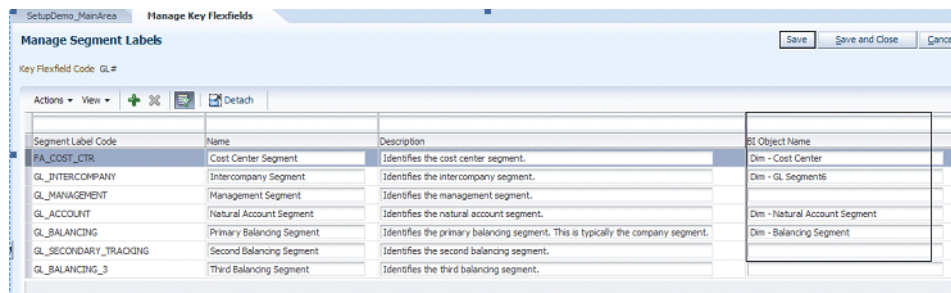 SetupDemo_MainArea Manage Key Flexfields
Manage Segment Labels Save Save and Close Cance
Key Flexfield Code GL#
Actions View Detach
Segment Label Code Name Description BI Object Name
FA_COST_CTR Cost Center Segment Identifies the cost center segment. Dim - Cost Center
GL_INTERCOMPANY Intercompany Segment Identifies the intercompany segment. Dim - GL Segment6
GL_MANAGEMENT Management Segment Identifies the management segment.
GL_ACCOUNT Natural Account Segment Identifies the natural account segment. Dim - Natural Account Segment
GL_BALANCING Primary Balancing Segment Identifies the primary balancing segment. This is typically the company segment. Dim - Balancing Segment
GL_SECONDARY_TRACKING Second Balancing Segment Identifies the second balancing segment.
GL_BALANCING_3 Third Balancing Segment Identifies the third balancing segment.